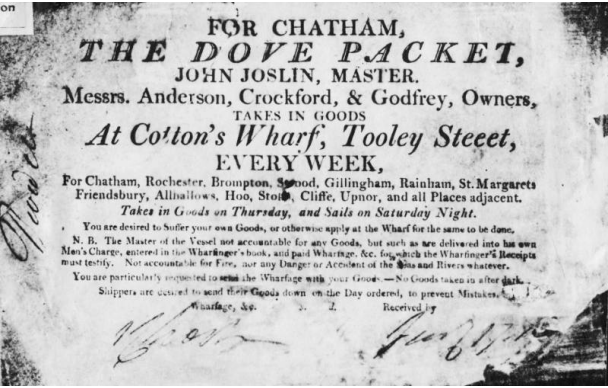 on
FOR CHATHAM,
THE DOVE PACKET,
JOHN JOSLIN, MASTER.
Messrs. Anderson, Crockford, & Godfrey, Owners,
TAKES IN GOODS
At Cotton's Wharf, Tooley Steeet,
EVERY WEEK,
For Chatham, Rochester, Brompton, Strood, Gillingham, Rainham, St. Margarets
Friendsbury, Allhallows, Hoo, Stoke, Cliffe, Upnor, and all Places adjacent.
Takes in Goods on Thursday, and Sails on Saturday Night.
You are desired to Suffer your own Goods, or otherwise apply at the Wharf for the same to be done.
N. B. The Master of the Vessel not accountable for any Goods, but such as are delivered into his own
Men's Charge, entered in the Wharfinger's book, and paid Wharfage, &c. for which the Wharfinger's Receipts
must testify. Not accountable for Fire, nor any Danger or Accident of the Seas and Rivers whatever.
You are particularly requested to send the Wharfage with your Goods.—No Goods taken in after dark.
Shippers are desired to send their Goods down on the Day ordered, to prevent Mistakes.
Wharfage, &c. Received by